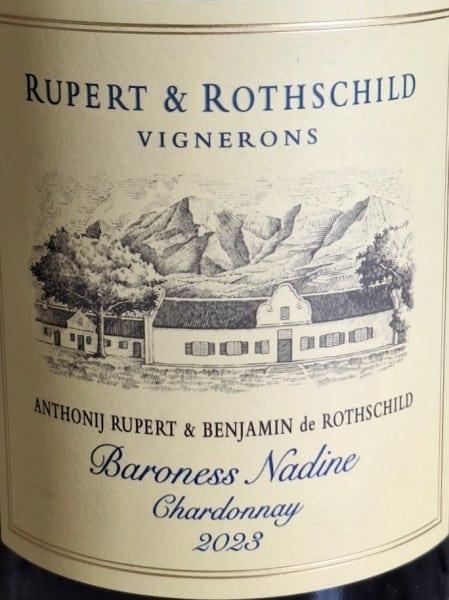 RUPERT & ROTHSCHILD
VIGNERONS
ANTHONIJ RUPERT & BENJAMIN de ROTHSCHILD
Baroness Nadine
Chardonnay
2023